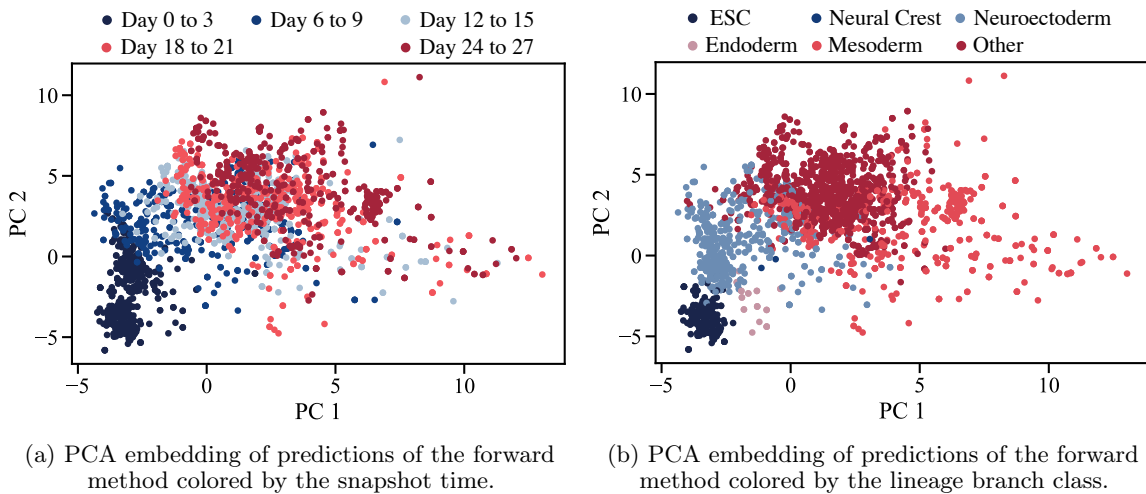 Day 0 to 3 Day 6 to 9 Day 12 to 15
Day 18 to 21 Day 24 to 27
10
5
0
−5
PC 2
−5 0 5 10
PC 1
(a) PCA embedding of predictions of the forward
method colored by the snapshot time.
ESC Neural Crest Neuroectoderm
Endoderm Mesoderm Other
10
5
0
−5
PC 2
−5 0 5 10
PC 1
(b) PCA embedding of predictions of the forward
method colored by the lineage branch class.